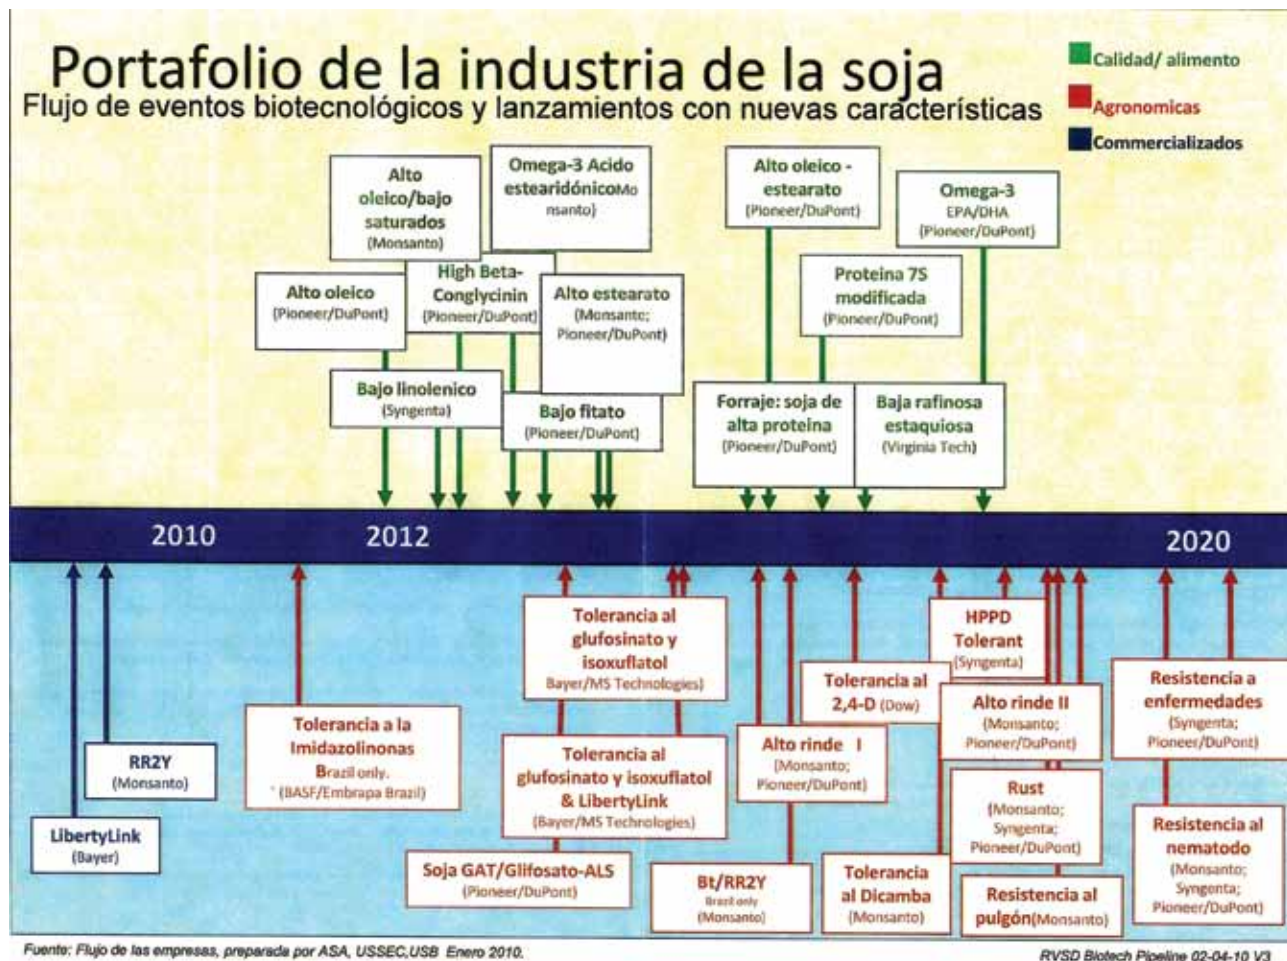 Portafolio de la industria de la soja
Flujo de eventos biotecnológicos y lanzamientos con nuevas características
Calidad/ alimento
Agronomicas
Commercializados
Alto
oleico/bajo
saturados
(Monsanto)
Omega-3 Acido
estearidónicoMo
nsanto)
Alto oleico -
estearato
(Pioneer/DuPont)
Omega-3
EPA/DHA
(Pioneer/DuPont)
Alto oleico
(Pioneer/DuPont)
High Beta-
Conglycinin
(Pioneer/DuPont)
Alto estearato
(Monsanto;
Pioneer/DuPont)
Proteina 7S
modificada
(Pioneer/DuPont)
Bajo linolenico
(Syngenta)
Bajo fitato
(Pioneer/DuPont)
Forraje: soja de
alta proteina
(Pioneer/DuPont)
Baja rafinosa
estaquiosa
(Virginia Tech)
2010 2012 2020
Tolerancia al
glufosinato y
isoxuflatol
Bayer/MS Technologies)
HPPD
Tolerant
(Syngenta)
Tolerancia al
2,4-D (Dow)
Resistencia a
enfermedades
(Syngenta;
Pioneer/DuPont)
Tolerancia a la
Imidazolinonas
Brazil only.
(BASF/Embrapa Brazil)
Alto rinde II
(Monsanto;
Pioneer/DuPont)
RR2Y
(Monsanto)
Tolerancia al
glufosinato y isoxuflatol
& LibertyLink
(Bayer/MS Technologies)
Alto rinde I
(Monsanto;
Pioneer/DuPont)
Rust
(Monsanto;
Syngenta;
Pioneer/DuPont)
LibertyLink
(Bayer)
Resistencia al
nematodo
(Monsanto;
Syngenta;
Pioneer/DuPont)
Soja GAT/Glifosato-ALS
(Pioneer/DuPont)
Bt/RR2Y
Brazil only
(Monsanto)
Tolerancia
al Dicamba
(Monsanto)
Resistencia al
pulgón(Monsanto)
Fuente: Flujo de las empresas, preparada por ASA, USSEC,USB Enero 2010.
RVSD Biotech Pipeline 02-04-10 V3